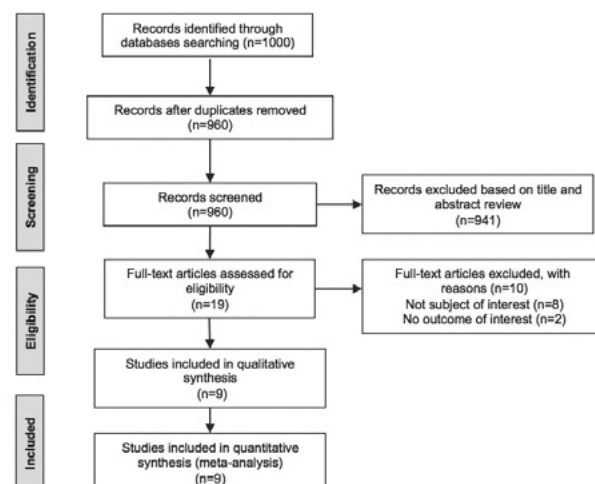 Identification
Records identified through
databases searching (n=1000)
Records after duplicates removed
(n=960)
Screening
Records screened
(n=960)
Records excluded based on title and
abstract review
(n=941)
Eligibility
Full-text articles assessed for
eligibility
(n=19)
Full-text articles excluded, with
reasons (n=10)
Not subject of interest (n=8)
No outcome of interest (n=2)
Studies included in qualitative
synthesis
(n=9)
Included
Studies included in quantitative
synthesis (meta-analysis)
(n=9)